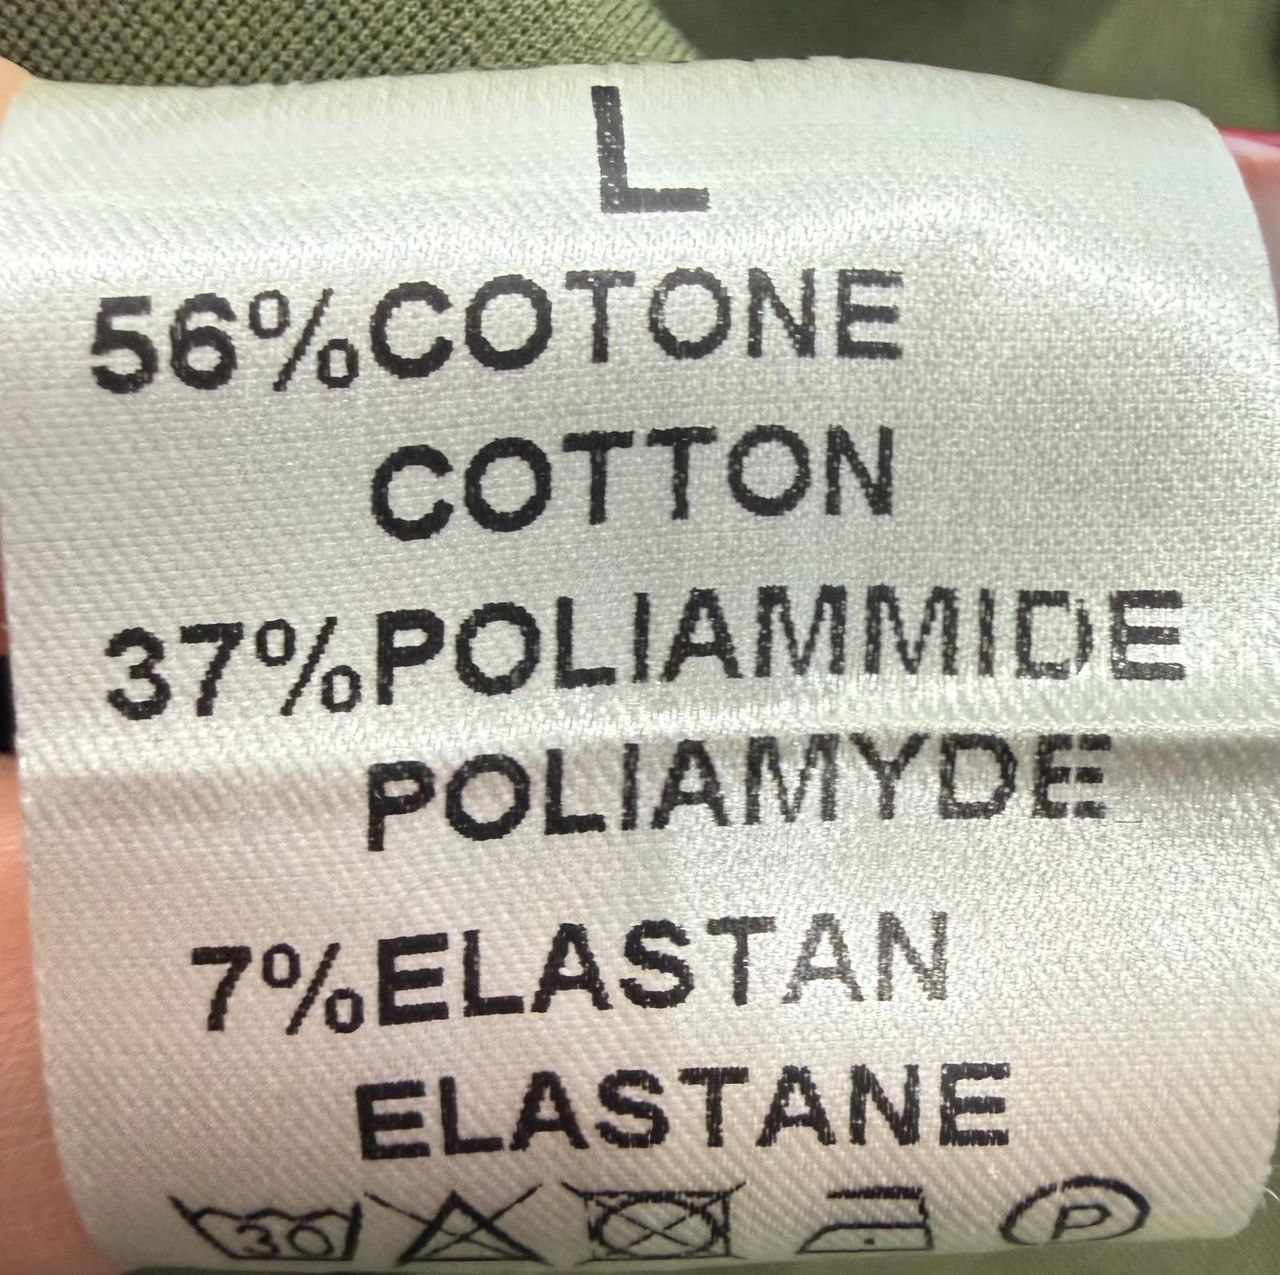 L
56%COTONE
COTTON
37%POLIAMMIDE
POLIAMYDE
7%ELASTAN
ELASTANE
30 P